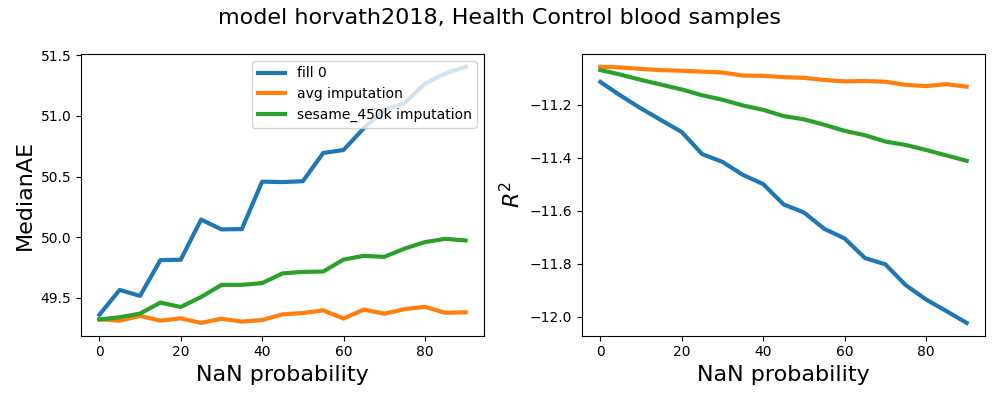 model horvath2018, Health Control blood samples
51.5
51.0
50.5
50.0
49.5
MedianAE
fill 0
avg imputation
sesame_450k imputation
0
20
40
60
80
NaN probability
−11.2
−11.4
−11.6
−11.8
−12.0
R²
0
20
40
60
80
NaN probability